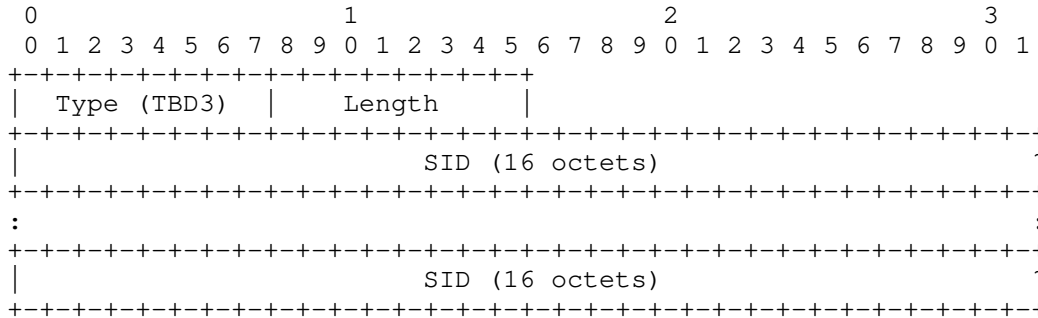 0                   1                   2                   3
 0 1 2 3 4 5 6 7 8 9 0 1 2 3 4 5 6 7 8 9 0 1 2 3 4 5 6 7 8 9 0 1
+-+-+-+-+-+-+-+-+-+-+-+-+-+-+-+-+
|  Type (TBD3)  |    Length     |
+-+-+-+-+-+-+-+-+-+-+-+-+-+-+-+-+-+-+-+-+-+-+-+-+-+-+-+-+-+-+-+-+-
|                         SID (16 octets)
+-+-+-+-+-+-+-+-+-+-+-+-+-+-+-+-+-+-+-+-+-+-+-+-+-+-+-+-+-+-+-+-+-
:                                                               :
+-+-+-+-+-+-+-+-+-+-+-+-+-+-+-+-+-+-+-+-+-+-+-+-+-+-+-+-+-+-+-+-+-
|                         SID (16 octets)
+-+-+-+-+-+-+-+-+-+-+-+-+-+-+-+-+-+-+-+-+-+-+-+-+-+-+-+-+-+-+-+-+-